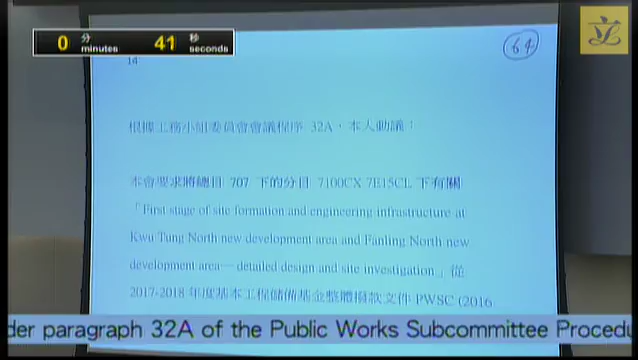 0 分 minutes 41 秒 seconds
立
64
14
根據工務小組委員會會議程序 32A，本人動議：
本會要求將總目 707 下的分目 7100CX 7E15CL 下有關
「First stage of site formation and engineering infrastructure at
Kwu Tung North new development area and Fanling North new
development area—detailed design and site investigation」從
2017-2018 年度基本工程儲備基金整體撥款文件 PWSC (2016
der paragraph 32A of the Public Works Subcommittee Procedu